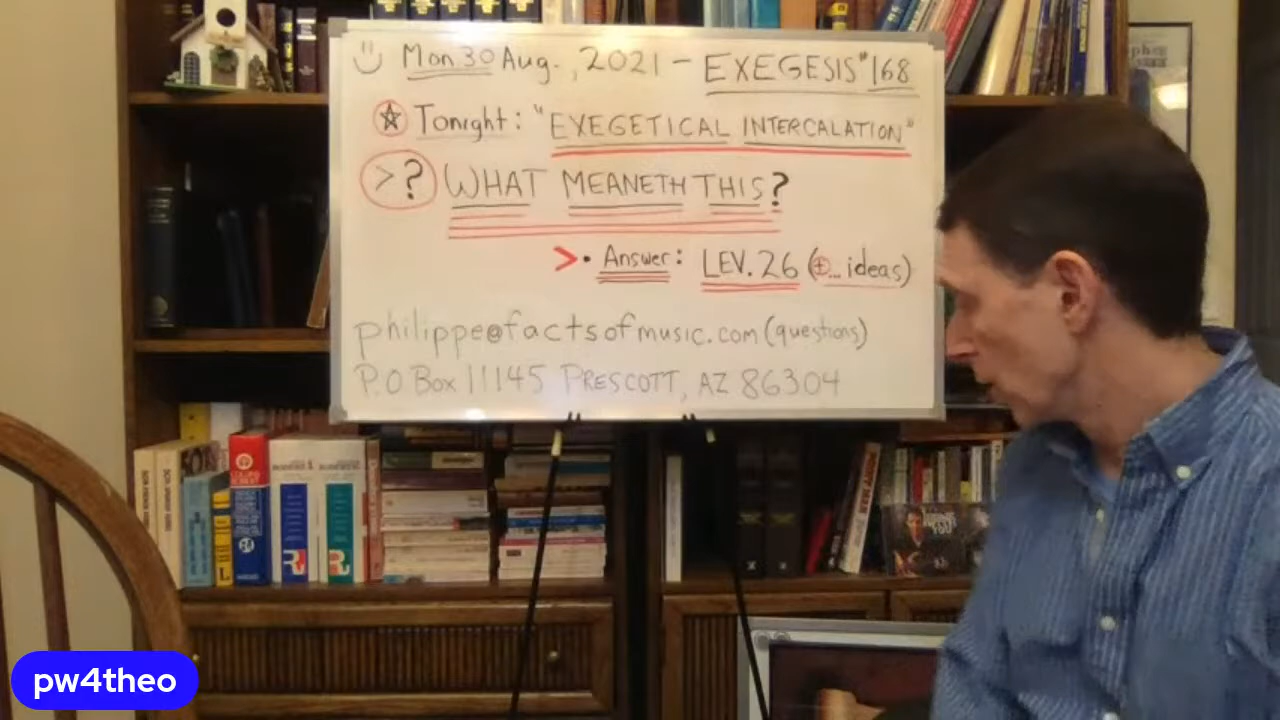 Mon 30 Aug., 2021 - EXEGESIS #168
Tonight: "EXEGETICAL INTERCALATION"
>? WHAT MEANETH THIS?
> • Answer: LEV. 26 (+... ideas)
philippe@factsofmusic.com (questions)
P.O Box 11145 PRESCOTT, AZ 86304
pw4theo